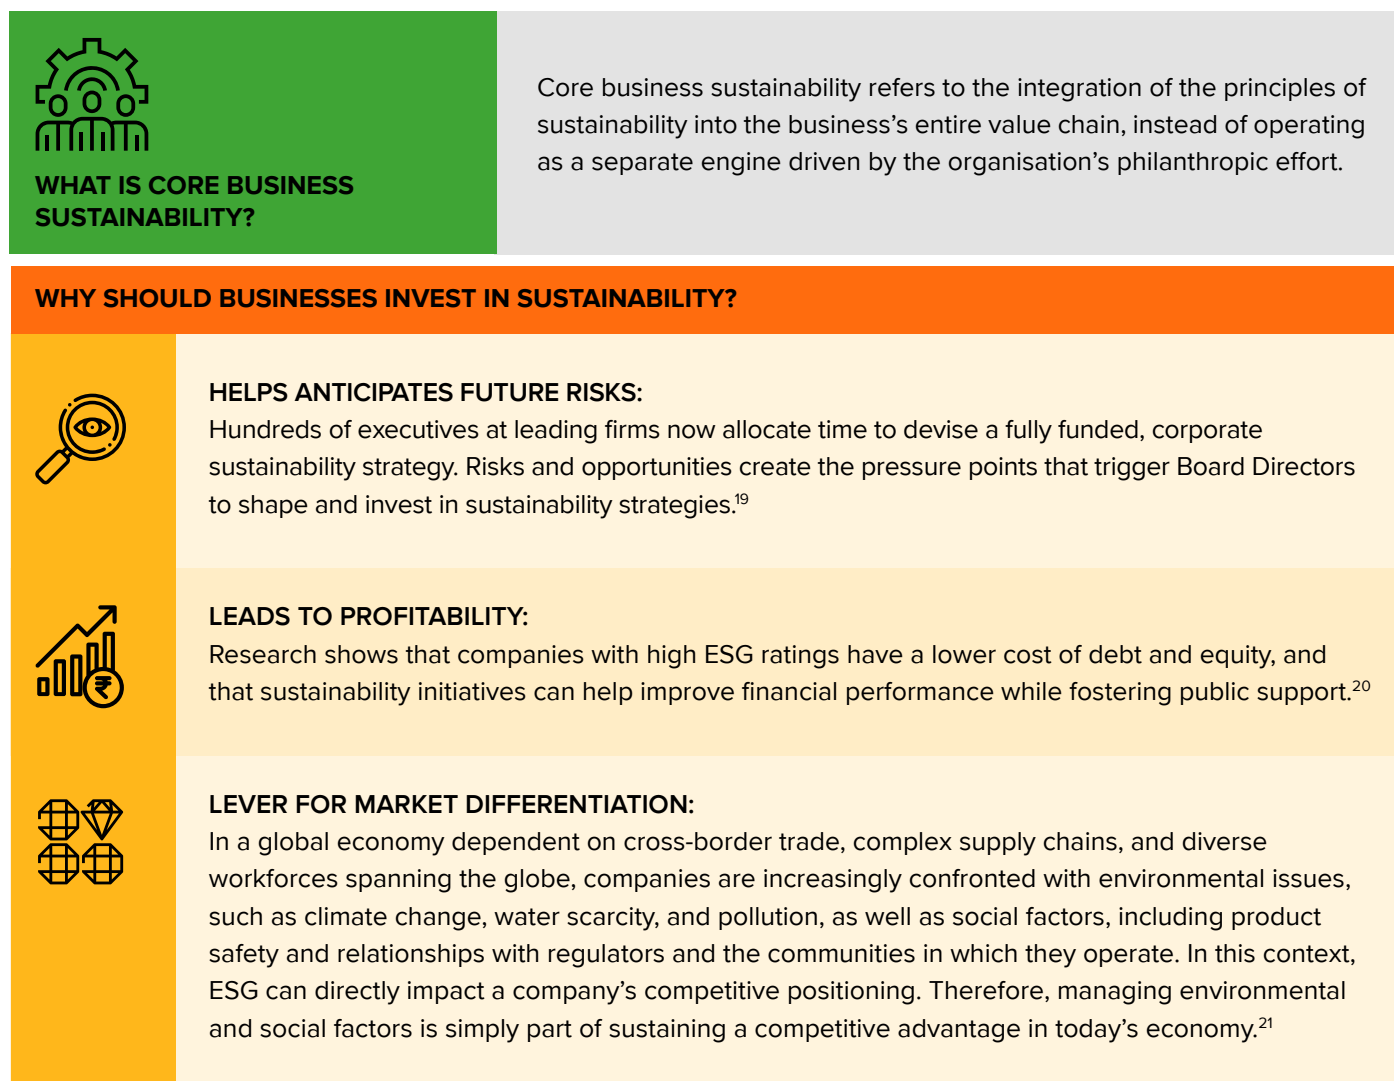 WHAT IS CORE BUSINESS
SUSTAINABILITY?
Core business sustainability refers to the integration of the principles of
sustainability into the business’s entire value chain, instead of operating
as a separate engine driven by the organisation’s philanthropic effort.
WHY SHOULD BUSINESSES INVEST IN SUSTAINABILITY?
HELPS ANTICIPATES FUTURE RISKS:
Hundreds of executives at leading firms now allocate time to devise a fully funded, corporate
sustainability strategy. Risks and opportunities create the pressure points that trigger Board Directors
to shape and invest in sustainability strategies.19
₹
LEADS TO PROFITABILITY:
Research shows that companies with high ESG ratings have a lower cost of debt and equity, and
that sustainability initiatives can help improve financial performance while fostering public support.20
LEVER FOR MARKET DIFFERENTIATION:
In a global economy dependent on cross-border trade, complex supply chains, and diverse
workforces spanning the globe, companies are increasingly confronted with environmental issues,
such as climate change, water scarcity, and pollution, as well as social factors, including product
safety and relationships with regulators and the communities in which they operate. In this context,
ESG can directly impact a company’s competitive positioning. Therefore, managing environmental
and social factors is simply part of sustaining a competitive advantage in today’s economy.21